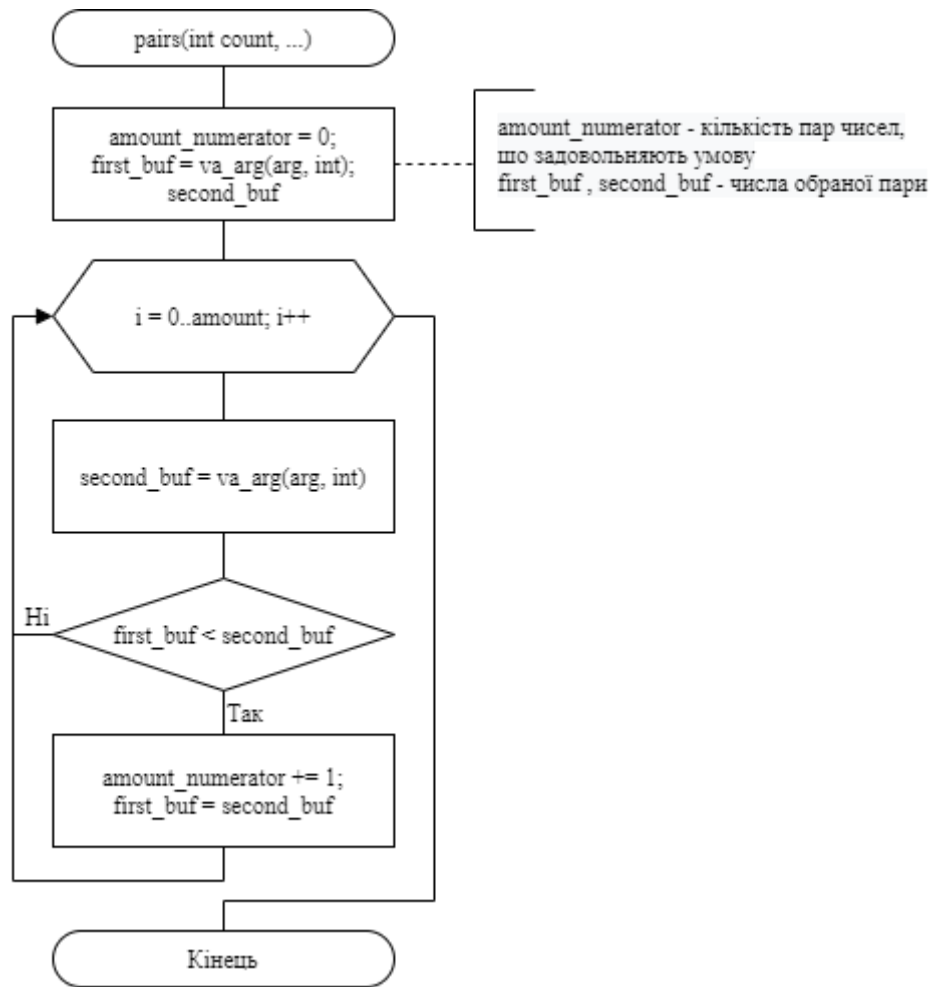 pairs(int count, ...)
amount_numerator = 0;
first_buf = va_arg(arg, int);
second_buf
amount_numerator - кількість пар чисел,
шо задовольняють умову
first_buf , second_buf - числа обраної пари
i = 0..amount; i++
second_buf = va_arg(arg, int)
Ні
first_buf < second_buf
Так
amount_numerator += 1;
first_buf = second_buf
Кінець